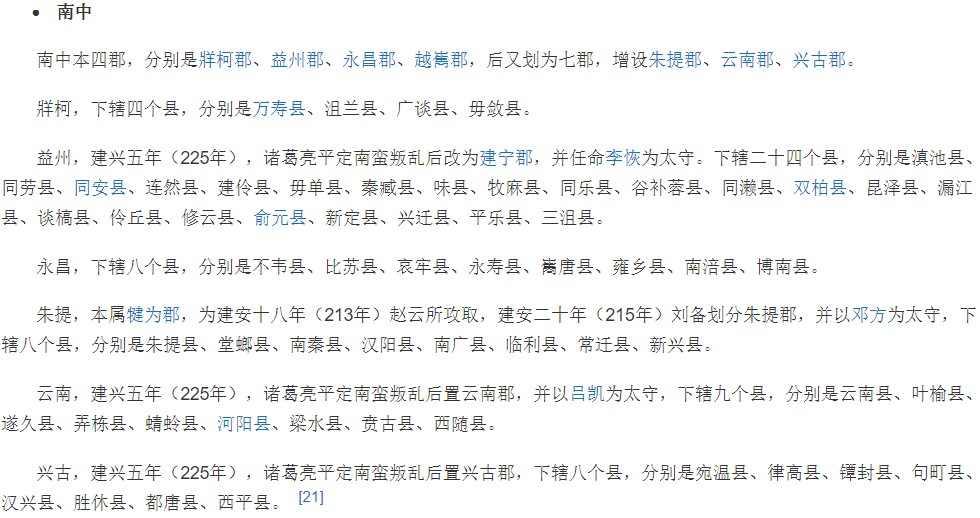 南中
南中本四郡，分别是牂柯郡、益州郡、永昌郡、越嶲郡，后又划为七郡，增设朱提郡、云南郡、兴古郡。
牂柯，下辖四个县，分别是万寿县、沮兰县、广谈县、毋敛县。
益州，建兴五年（225年），诸葛亮平定南蛮叛乱后改为建宁郡，并任命李恢为太守。下辖二十四个县，分别是滇池县、
同劳县、同安县、连然县、建伶县、毋单县、秦臧县、味县、牧麻县、同乐县、谷补蓉县、同濑县、双柏县、昆泽县、漏江
县、谈槁县、伶丘县、修云县、俞元县、新定县、兴迁县、平乐县、三沮县。
永昌，下辖八个县，分别是不韦县、比苏县、哀牢县、永寿县、嶲唐县、雍乡县、南涪县、博南县。
朱提，本属犍为郡，为建安十八年（213年）赵云所攻取，建安二十年（215年）刘备划分朱提郡，并以邓方为太守，下
辖八个县，分别是朱提县、堂螂县、南秦县、汉阳县、南广县、临利县、常迁县、新兴县。
云南，建兴五年（225年），诸葛亮平定南蛮叛乱后置云南郡，并以吕凯为太守，下辖九个县，分别是云南县、叶榆县、
遂久县、弄栋县、蜻蛉县、河阳县、梁水县、贲古县、西随县。
兴古，建兴五年（225年），诸葛亮平定南蛮叛乱后置兴古郡，下辖八个县，分别是宛温县、律高县、镡封县、句町县、
汉兴县、胜休县、都唐县、西平县。 [21]